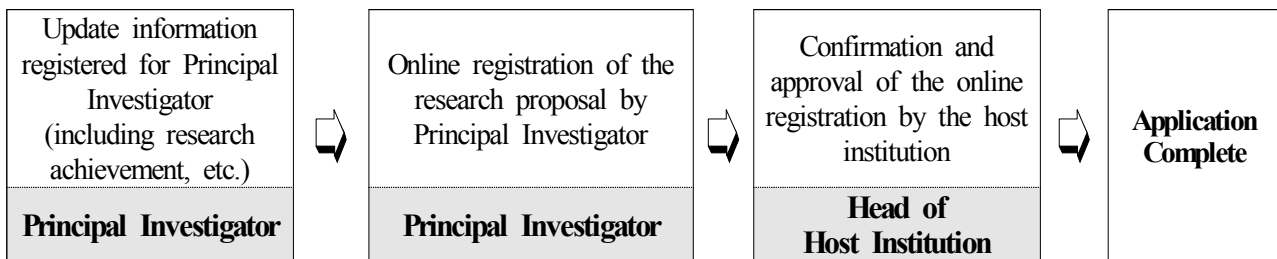 Update information
registered for Principal
Investigator
(including research
achievement, etc.)
Principal Investigator
Online registration of the
research proposal by
Principal Investigator
Principal Investigator
Confirmation and
approval of the online
registration by the host
institution
Head of
Host Institution
Application
Complete